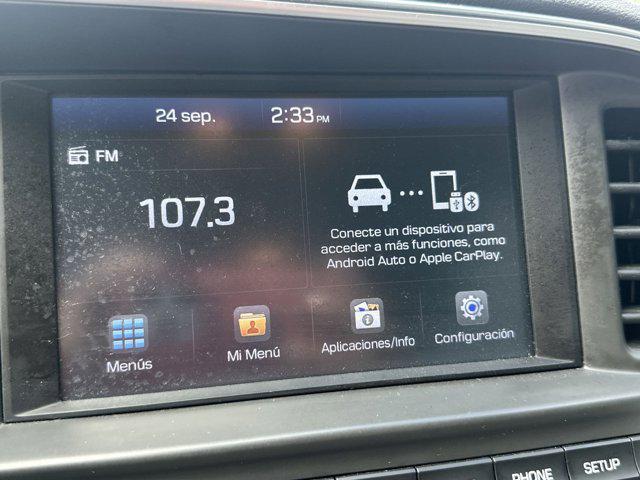 24 sep. 2:33 PM
FM
107.3
Conecte un dispositivo para
acceder a más funciones, como
Android Auto o Apple CarPlay.
Menús Mi Menú Aplicaciones/Info Configuración
PHONE SETUP